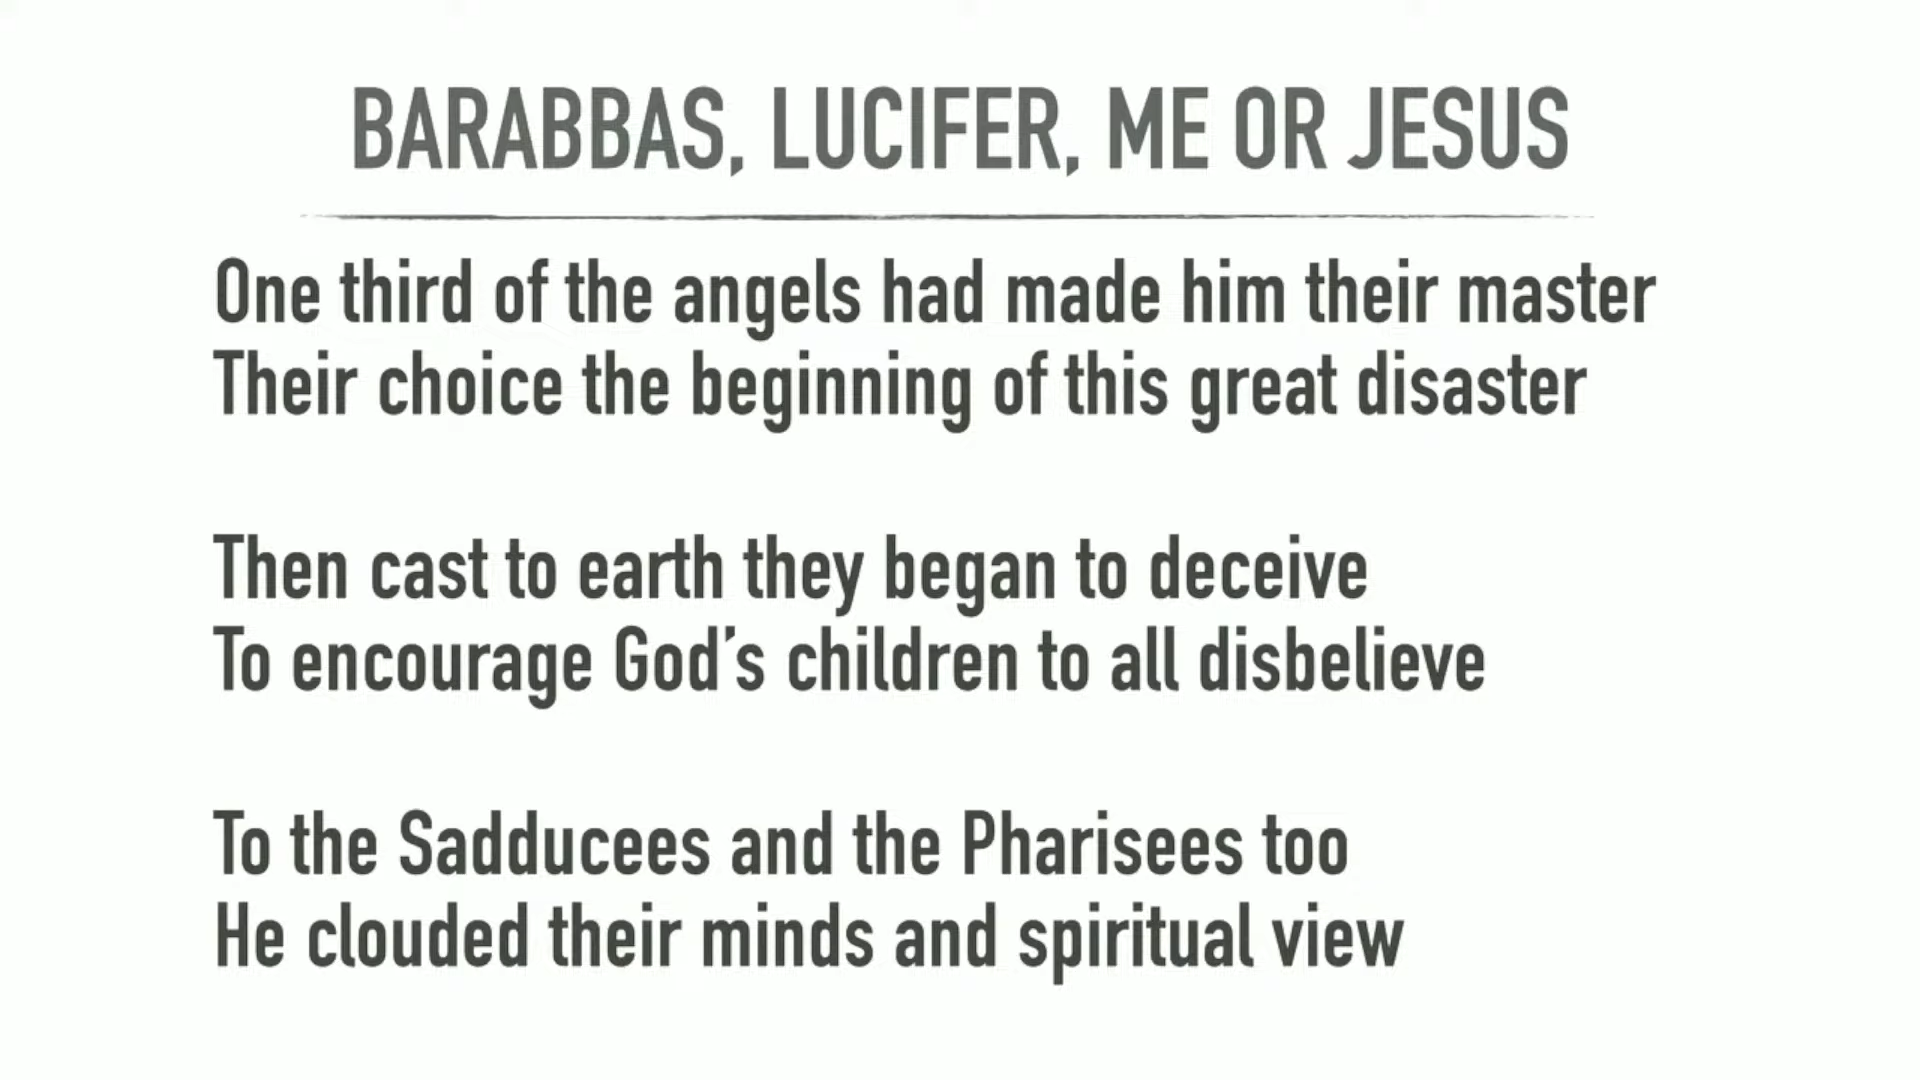 BARABBAS, LUCIFER, ME OR JESUS
One third of the angels had made him their master
Their choice the beginning of this great disaster
Then cast to earth they began to deceive
To encourage God's children to all disbelieve
To the Sadducees and the Pharisees too
He clouded their minds and spiritual view